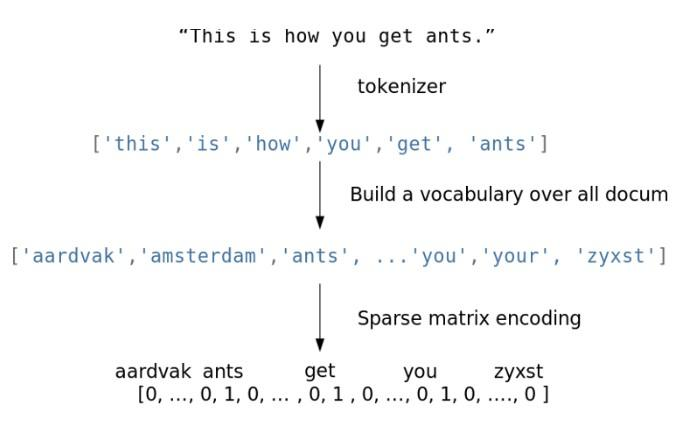 “This is how you get ants.”
tokenizer
['this','is','how','you','get', 'ants']
Build a vocabulary over all docum
['aardvak','amsterdam','ants', ...'you','your', 'zyxst']
Sparse matrix encoding
aardvak ants get you zyxst
[0, ..., 0, 1, 0, ... , 0, 1 , 0, ..., 0, 1, 0, ...., 0 ]